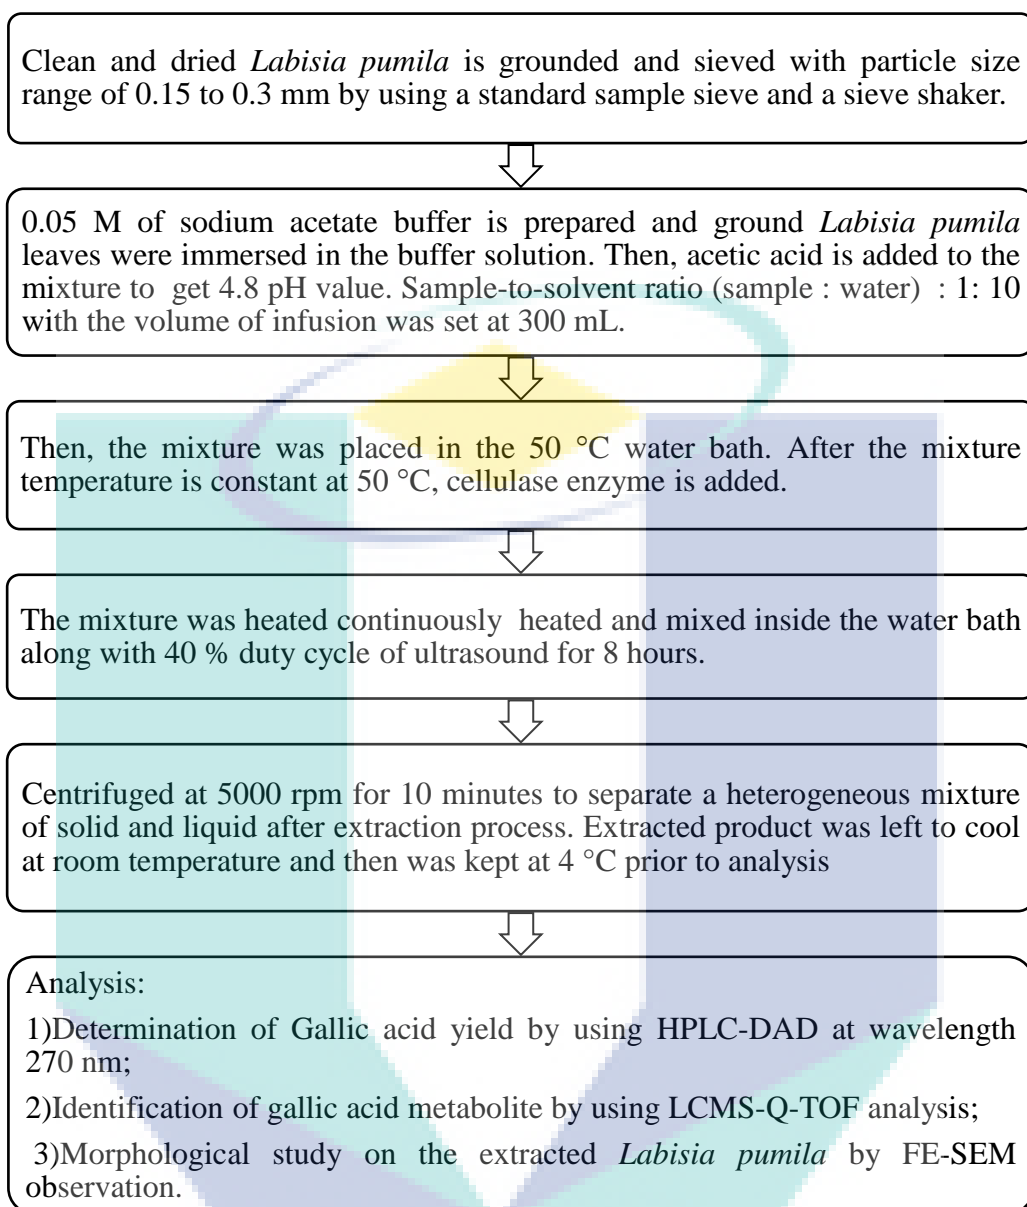 Clean and dried Labisia pumila is grounded and sieved with particle size
range of 0.15 to 0.3 mm by using a standard sample sieve and a sieve shaker.
0.05 M of sodium acetate buffer is prepared and ground Labisia pumila
leaves were immersed in the buffer solution. Then, acetic acid is added to the
mixture to get 4.8 pH value. Sample-to-solvent ratio (sample : water) : 1: 10
with the volume of infusion was set at 300 mL.
Then, the mixture was placed in the 50 °C water bath. After the mixture
temperature is constant at 50 °C, cellulase enzyme is added.
The mixture was heated continuously heated and mixed inside the water bath
along with 40 % duty cycle of ultrasound for 8 hours.
Centrifuged at 5000 rpm for 10 minutes to separate a heterogeneous mixture
of solid and liquid after extraction process. Extracted product was left to cool
at room temperature and then was kept at 4 °C prior to analysis
Analysis:
1)Determination of Gallic acid yield by using HPLC-DAD at wavelength
270 nm;
2)Identification of gallic acid metabolite by using LCMS-Q-TOF analysis;
3)Morphological study on the extracted Labisia pumila by FE-SEM
observation.